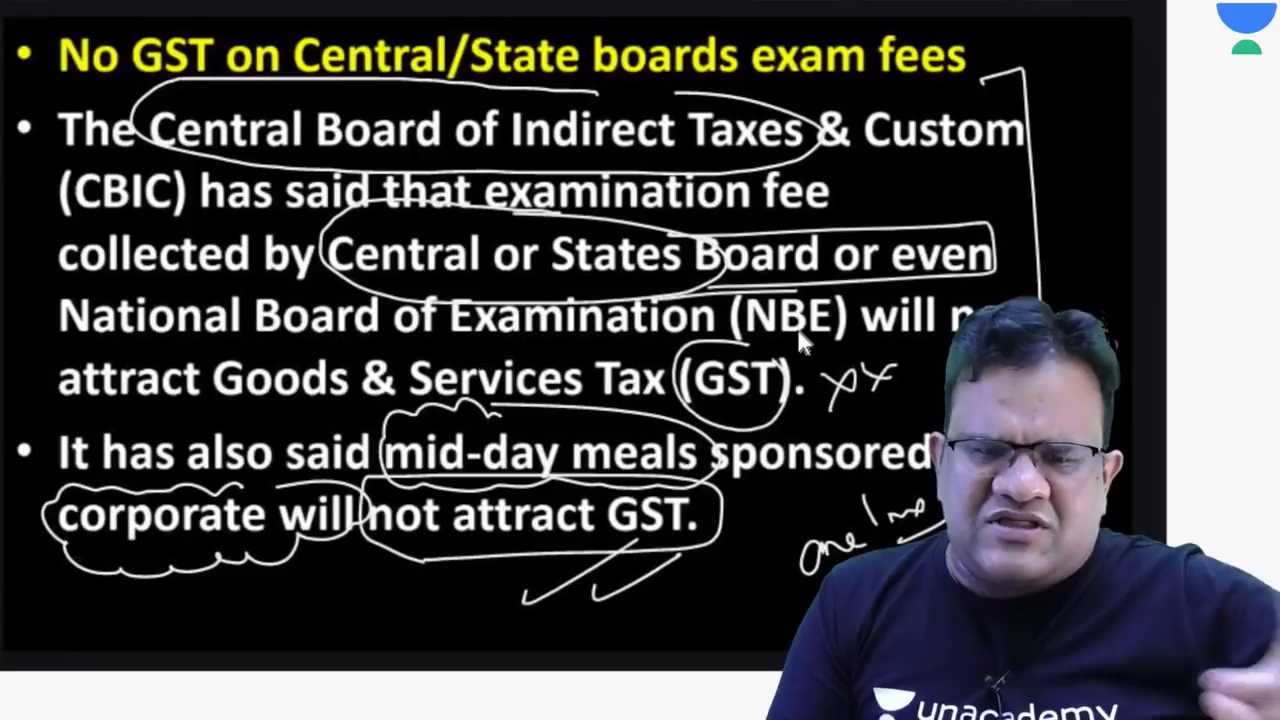 • No GST on Central/State boards exam fees
• The Central Board of Indirect Taxes & Custom
(CBIC) has said that examination fee
collected by Central or States Board or even
National Board of Examination (NBE) will
attract Goods & Services Tax (GST).
• It has also said mid-day meals sponsored
corporate will not attract GST.
one
unacademy